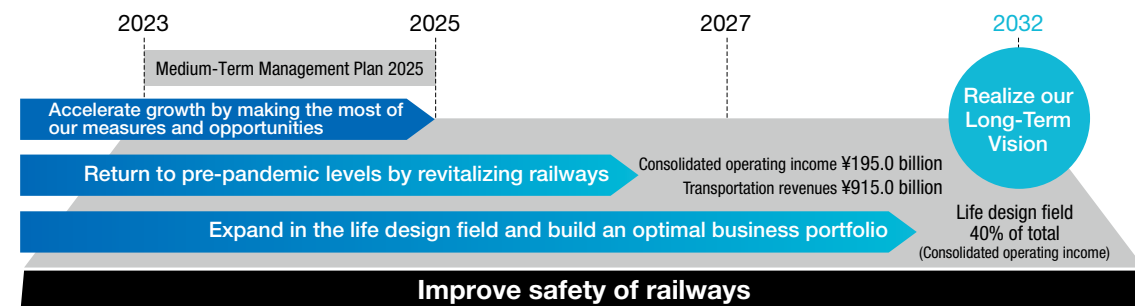 2023
2025
2027
2032
Medium-Term Management Plan 2025
Accelerate growth by making the most of
our measures and opportunities
Realize our
Long-Term
Vision
Return to pre-pandemic levels by revitalizing railways
Consolidated operating income ¥195.0 billion
Transportation revenues ¥915.0 billion
Expand in the life design field and build an optimal business portfolio
Life design field
40% of total
(Consolidated operating income)
Improve safety of railways